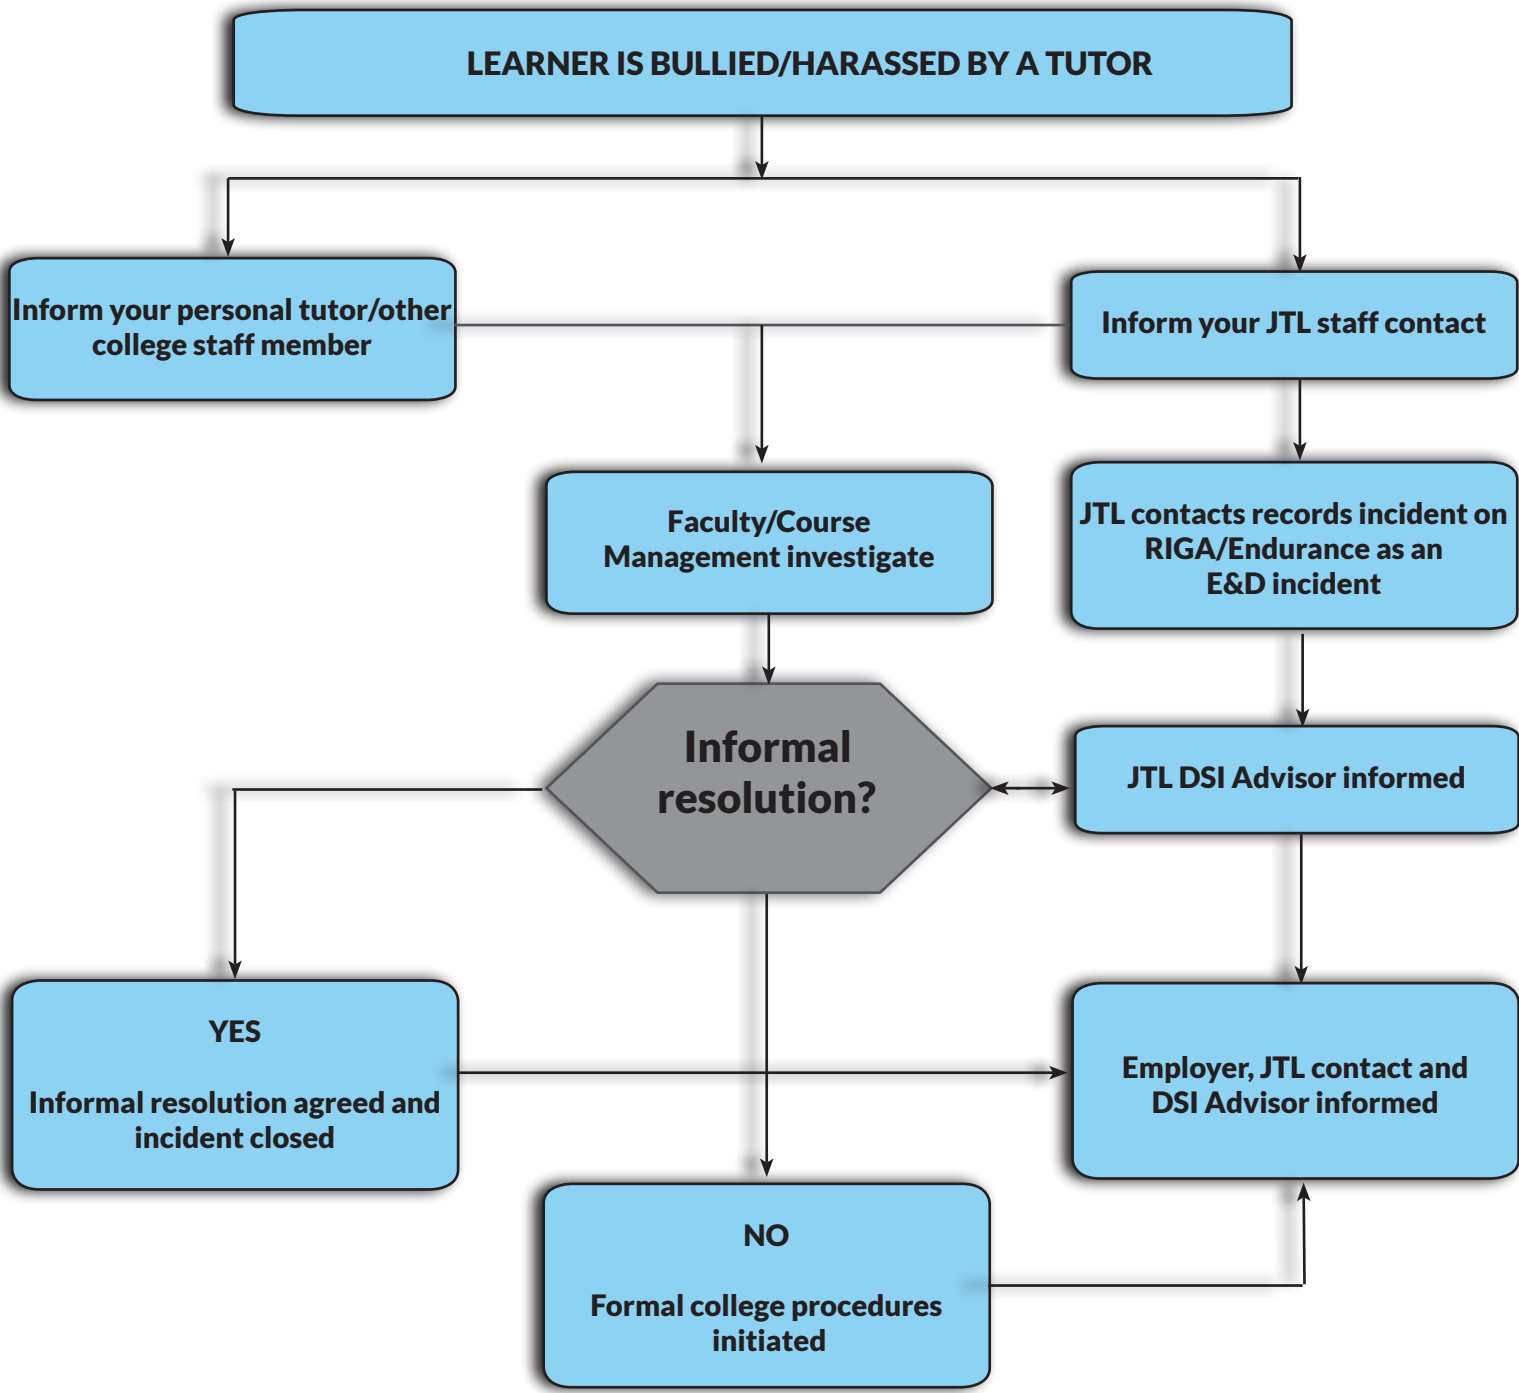 LEARNER IS BULLIED/HARASSED BY A TUTOR
Inform your personal tutor/other
college staff member
Inform your JTL staff contact
Faculty/Course
Management investigate
JTL contacts records incident on
RIGA/Endurance as an
E&D incident
Informal
resolution?
JTL DSI Advisor informed
YES
Informal resolution agreed and
incident closed
Employer, JTL contact and
DSI Advisor informed
NO
Formal college procedures
initiated